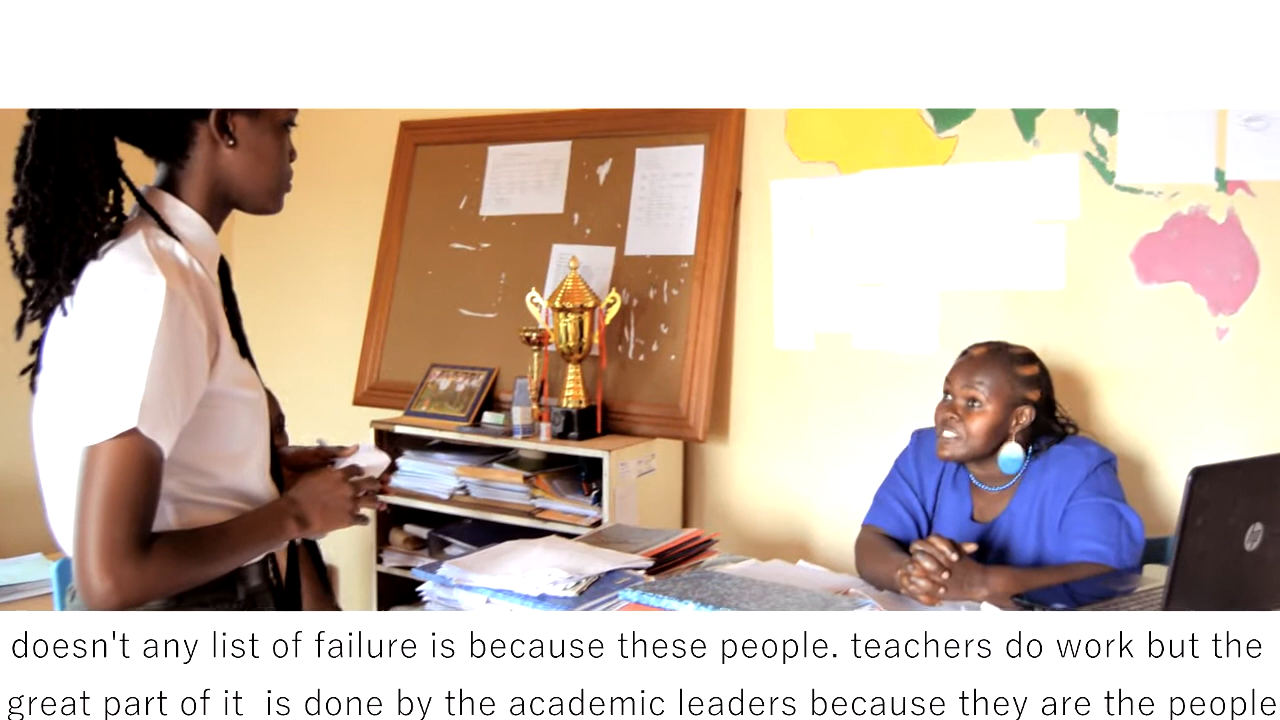 hp
doesn't any list of failure is because these people. teachers do work but the
great part of it  is done by the academic leaders because they are the people